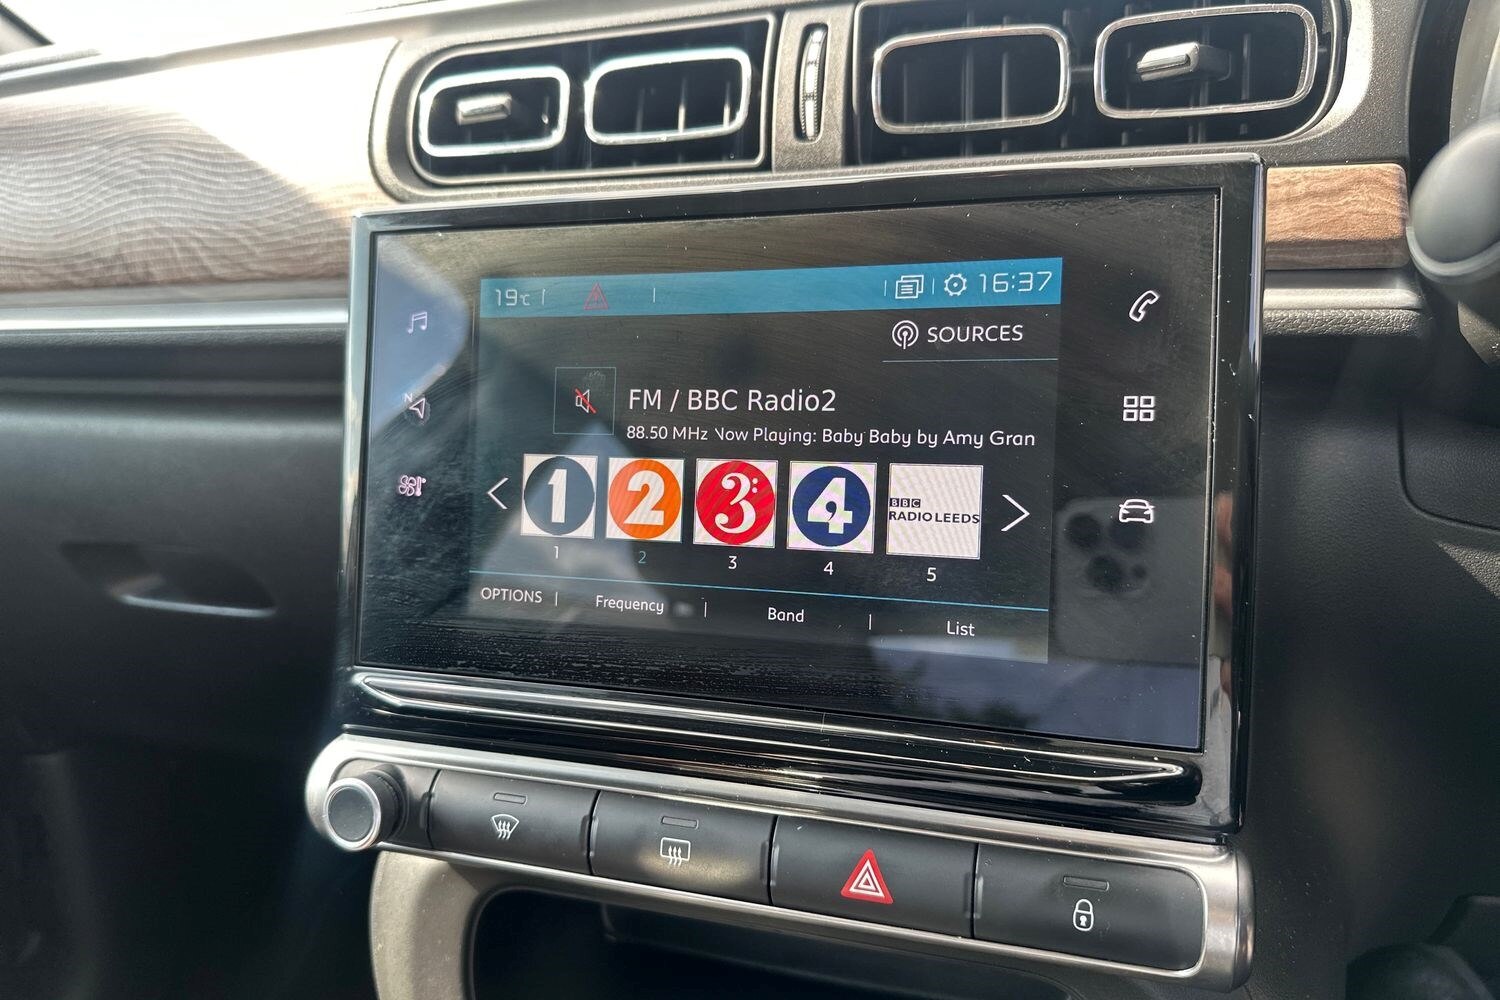 19°C
16:37
SOURCES
FM / BBC Radio2
88.50 MHz Now Playing: Baby Baby by Amy Gran
N
1 2 3 4 BBC
RADIO LEEDS
1 2 3 4 5
OPTIONS Frequency Band List